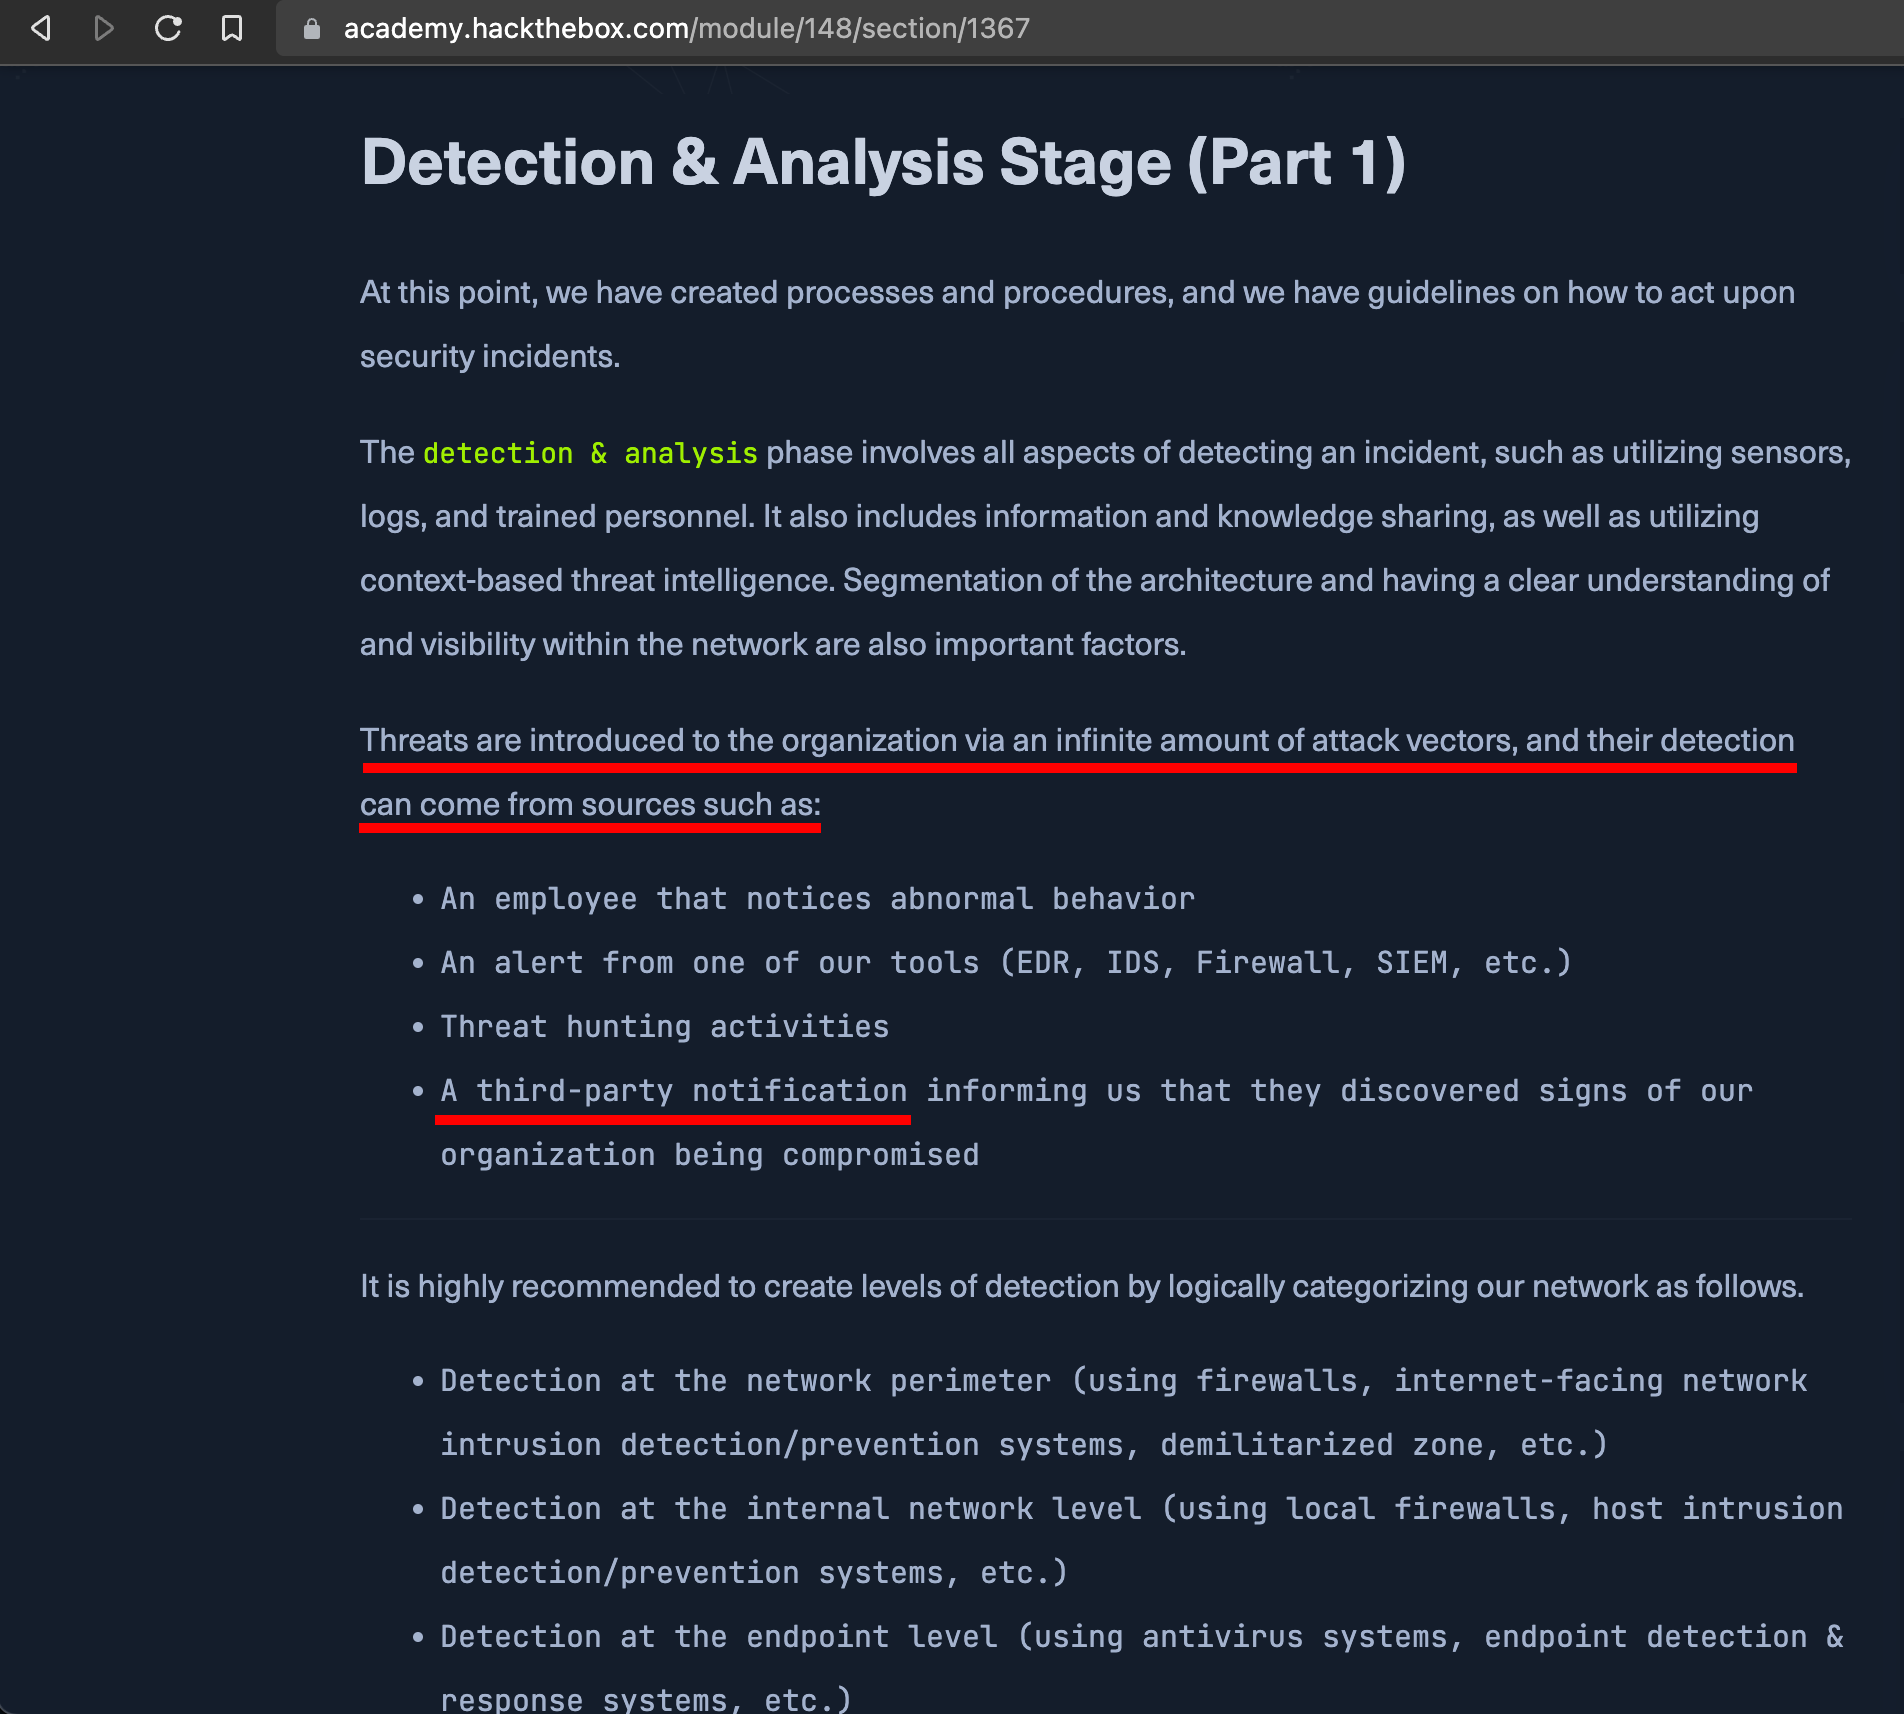 academy.hackthebox.com/module/148/section/1367
Detection & Analysis Stage (Part 1)
At this point, we have created processes and procedures, and we have guidelines on how to act upon
security incidents.
The detection & analysis phase involves all aspects of detecting an incident, such as utilizing sensors,
logs, and trained personnel. It also includes information and knowledge sharing, as well as utilizing
context-based threat intelligence. Segmentation of the architecture and having a clear understanding of
and visibility within the network are also important factors.
Threats are introduced to the organization via an infinite amount of attack vectors, and their detection
can come from sources such as:
• An employee that notices abnormal behavior
• An alert from one of our tools (EDR, IDS, Firewall, SIEM, etc.)
• Threat hunting activities
• A third-party notification informing us that they discovered signs of our
organization being compromised
It is highly recommended to create levels of detection by logically categorizing our network as follows.
• Detection at the network perimeter (using firewalls, internet-facing network
intrusion detection/prevention systems, demilitarized zone, etc.)
• Detection at the internal network level (using local firewalls, host intrusion
detection/prevention systems, etc.)
• Detection at the endpoint level (using antivirus systems, endpoint detection &
response systems, etc.)